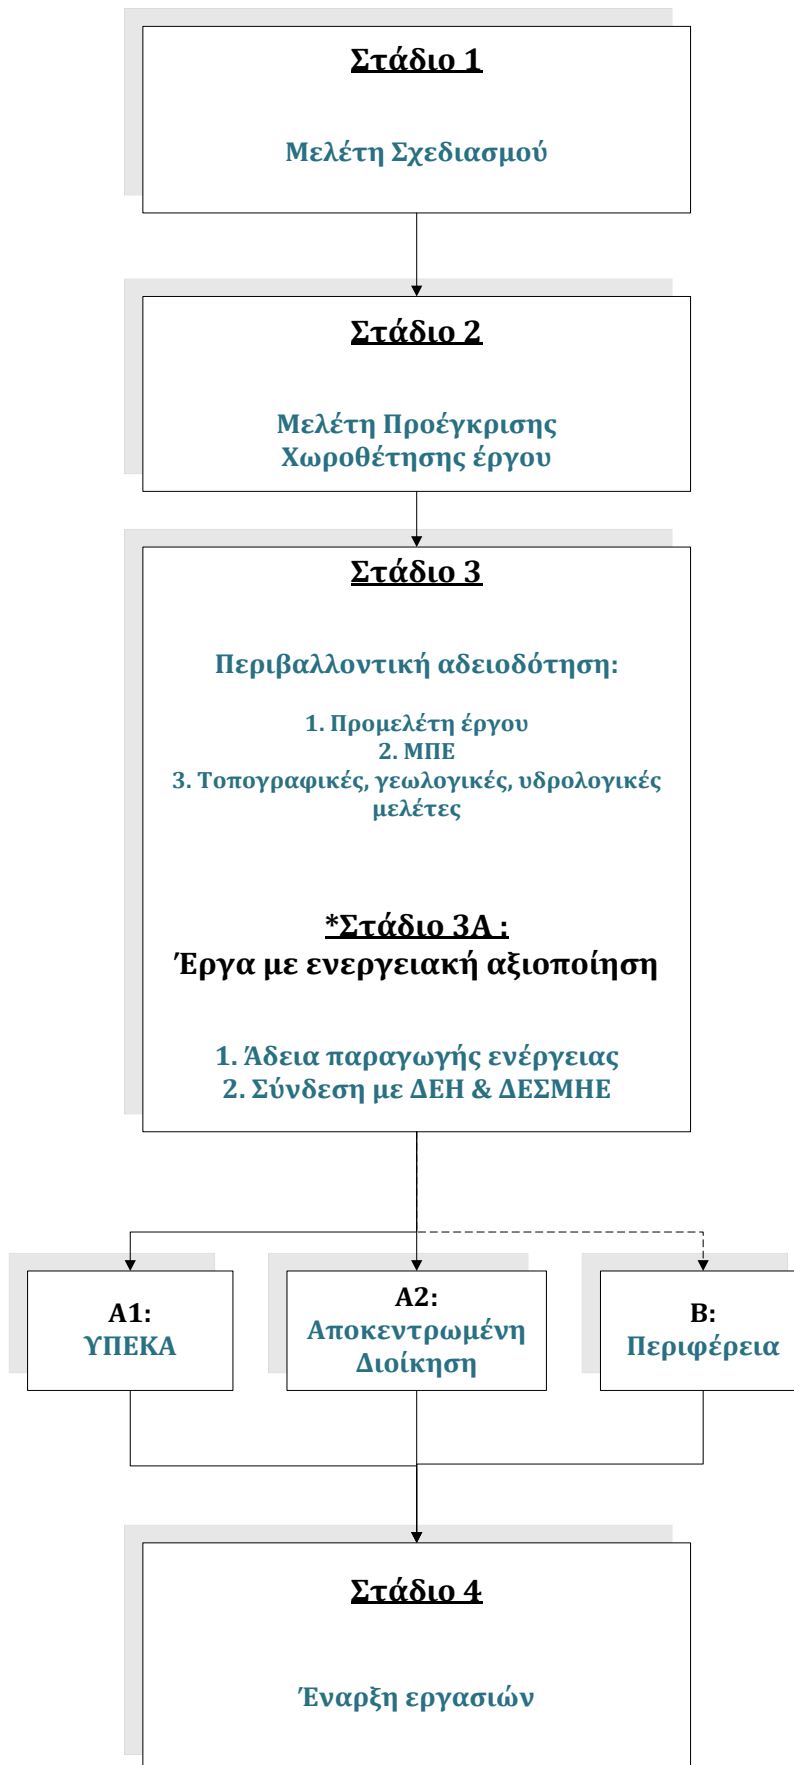 Στάδιο 1
Μελέτη Σχεδιασμού
Στάδιο 2
Μελέτη Προέγκρισης
Χωροθέτησης έργου
Στάδιο 3
Περιβαλλοντική αδειοδότηση:
1. Προμελέτη έργου
2. ΜΠΕ
3. Τοπογραφικές, γεωλογικές, υδρολογικές
μελέτες
*Στάδιο 3Α :
Έργα με ενεργειακή αξιοποίηση
1. Άδεια παραγωγής ενέργειας
2. Σύνδεση με ΔΕΗ & ΔΕΣΜΗΕ
Α1:
ΥΠΕΚΑ
Α2:
Αποκεντρωμένη
Διοίκηση
Β:
Περιφέρεια
Στάδιο 4
Έναρξη εργασιών